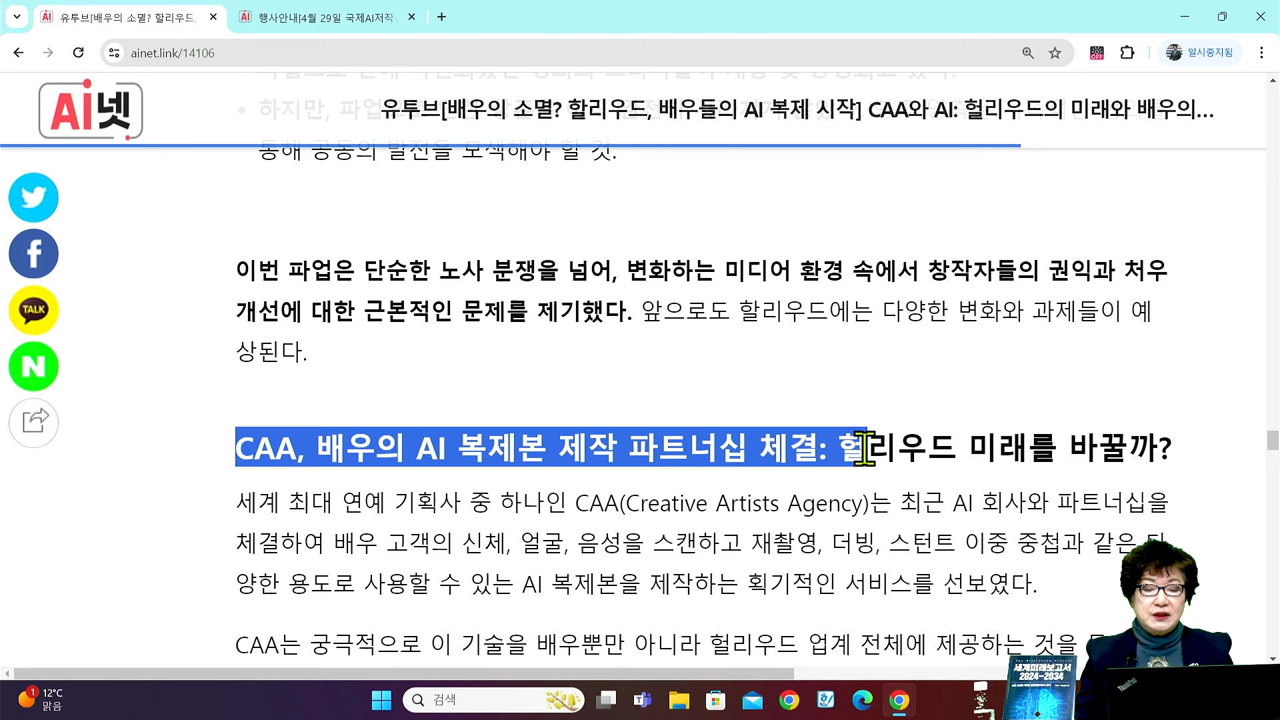 유투브[배우의 소멸? 할리우드,
행사안내[4월 29일 국제AI저작
ainet.link/14106
OFF
일시중지됨
Ai넷
유투브[배우의 소멸? 할리우드, 배우들의 AI 복제 시작] CAA와 AI: 헐리우드의 미래와 배우의...
하지만, 파업
통해 공동의 발전을 모색해야 할 것.
TALK
N
이번 파업은 단순한 노사 분쟁을 넘어, 변화하는 미디어 환경 속에서 창작자들의 권익과 처우
개선에 대한 근본적인 문제를 제기했다. 앞으로도 할리우드에는 다양한 변화와 과제들이 예
상된다.
CAA, 배우의 AI 복제본 제작 파트너십 체결: 헐리우드 미래를 바꿀까?
세계 최대 연예 기획사 중 하나인 CAA(Creative Artists Agency)는 최근 AI 회사와 파트너십을
체결하여 배우 고객의 신체, 얼굴, 음성을 스캔하고 재촬영, 더빙, 스턴트 이중 중첩과 같은 다
양한 용도로 사용할 수 있는 AI 복제본을 제작하는 획기적인 서비스를 선보였다.
CAA는 궁극적으로 이 기술을 배우뿐만 아니라 헐리우드 업계 전체에 제공하는 것을
세계미래보고서
2024-2034
ThinkPad
1
12°C
맑음
검색